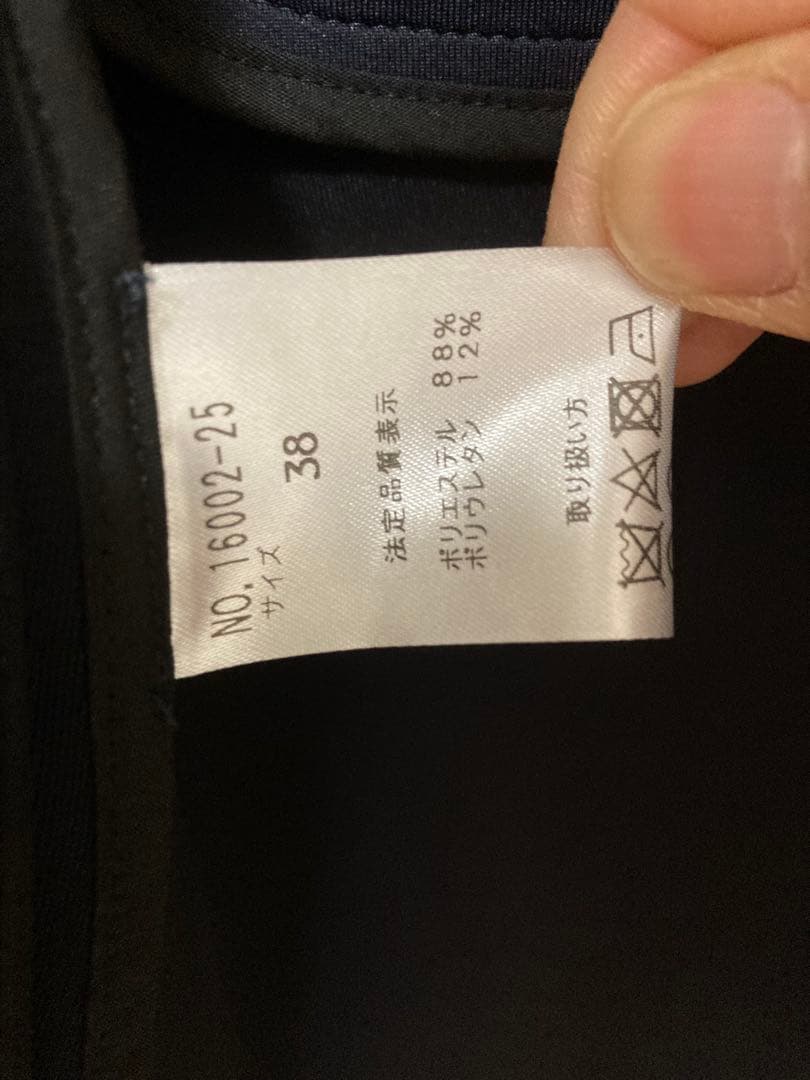 NO.16002-25
サイズ
38
法定品質表示
ポリエステル 88%
ポリウレタン 12%
取り扱い方